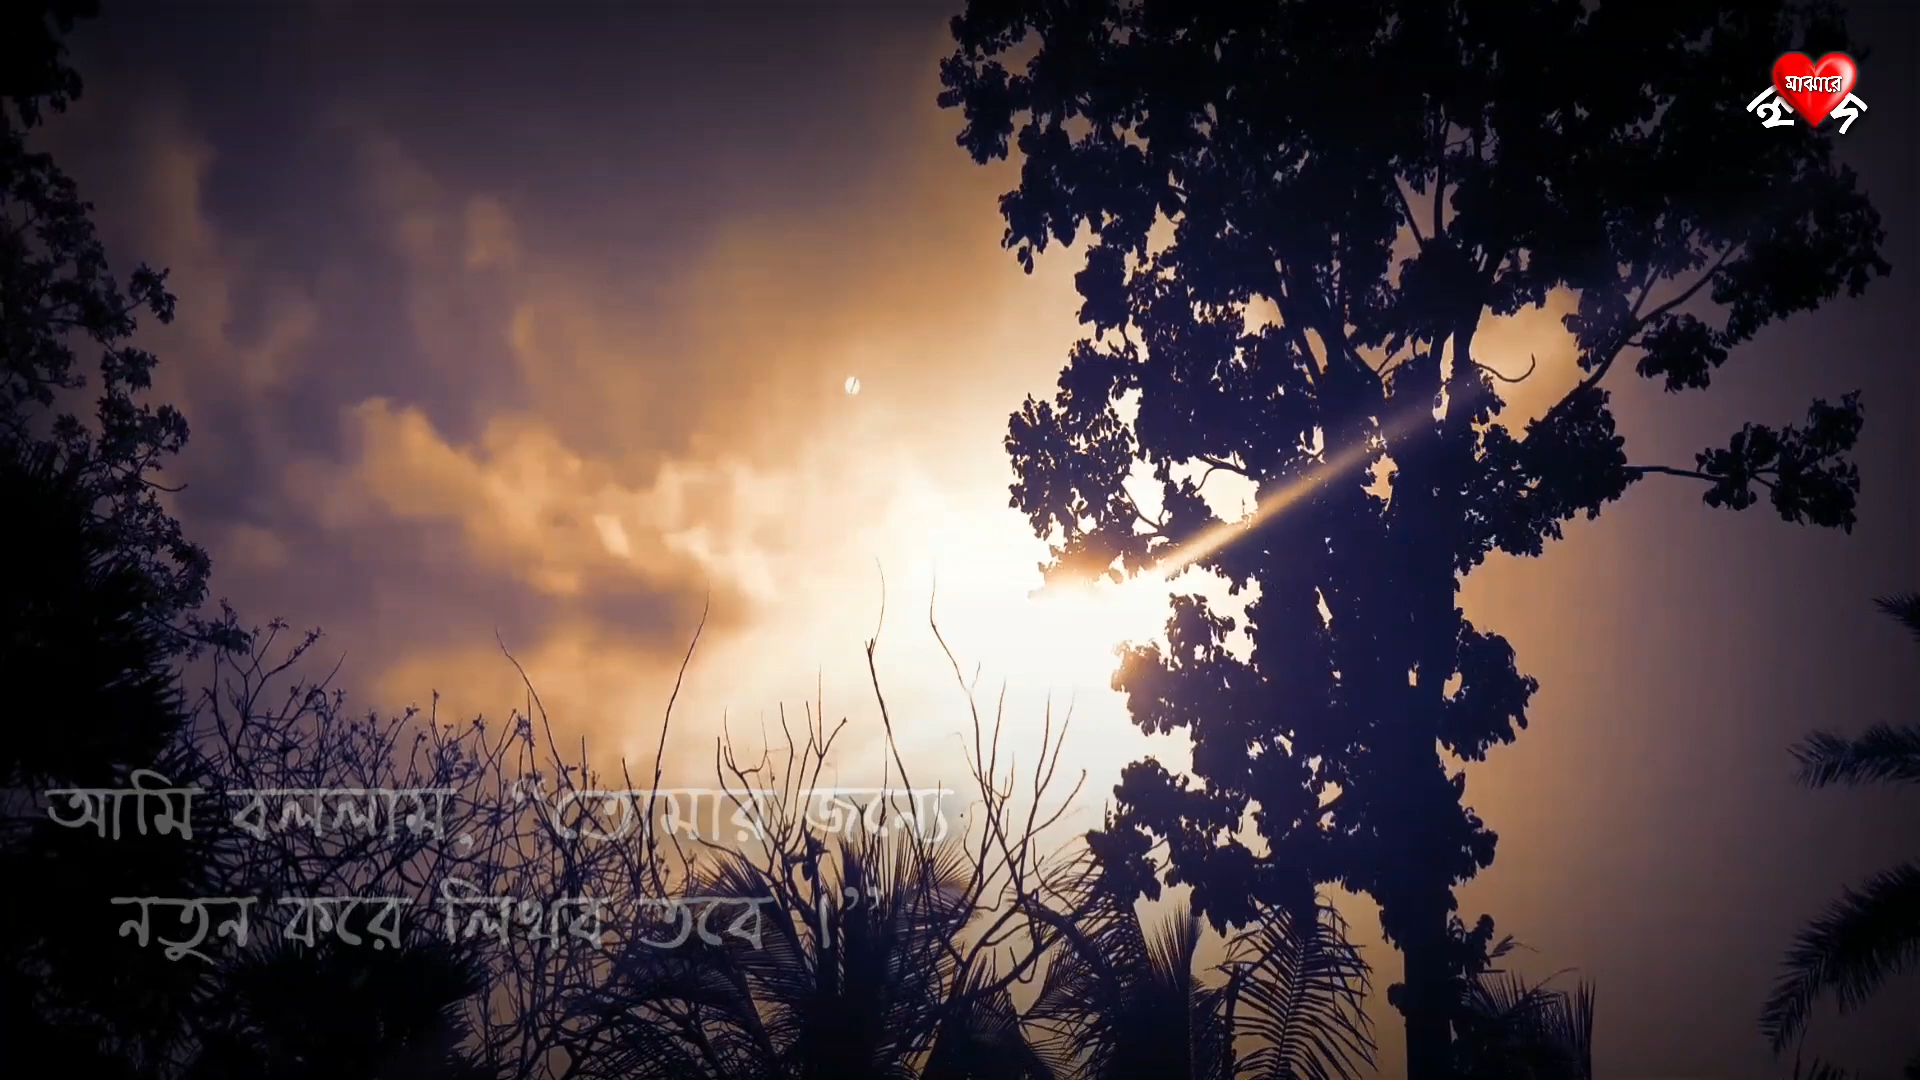 মাঝারে
হৃদ
আমি বললাম, “তোমার জন্যে
নতুন করে লিখব তবে ।”